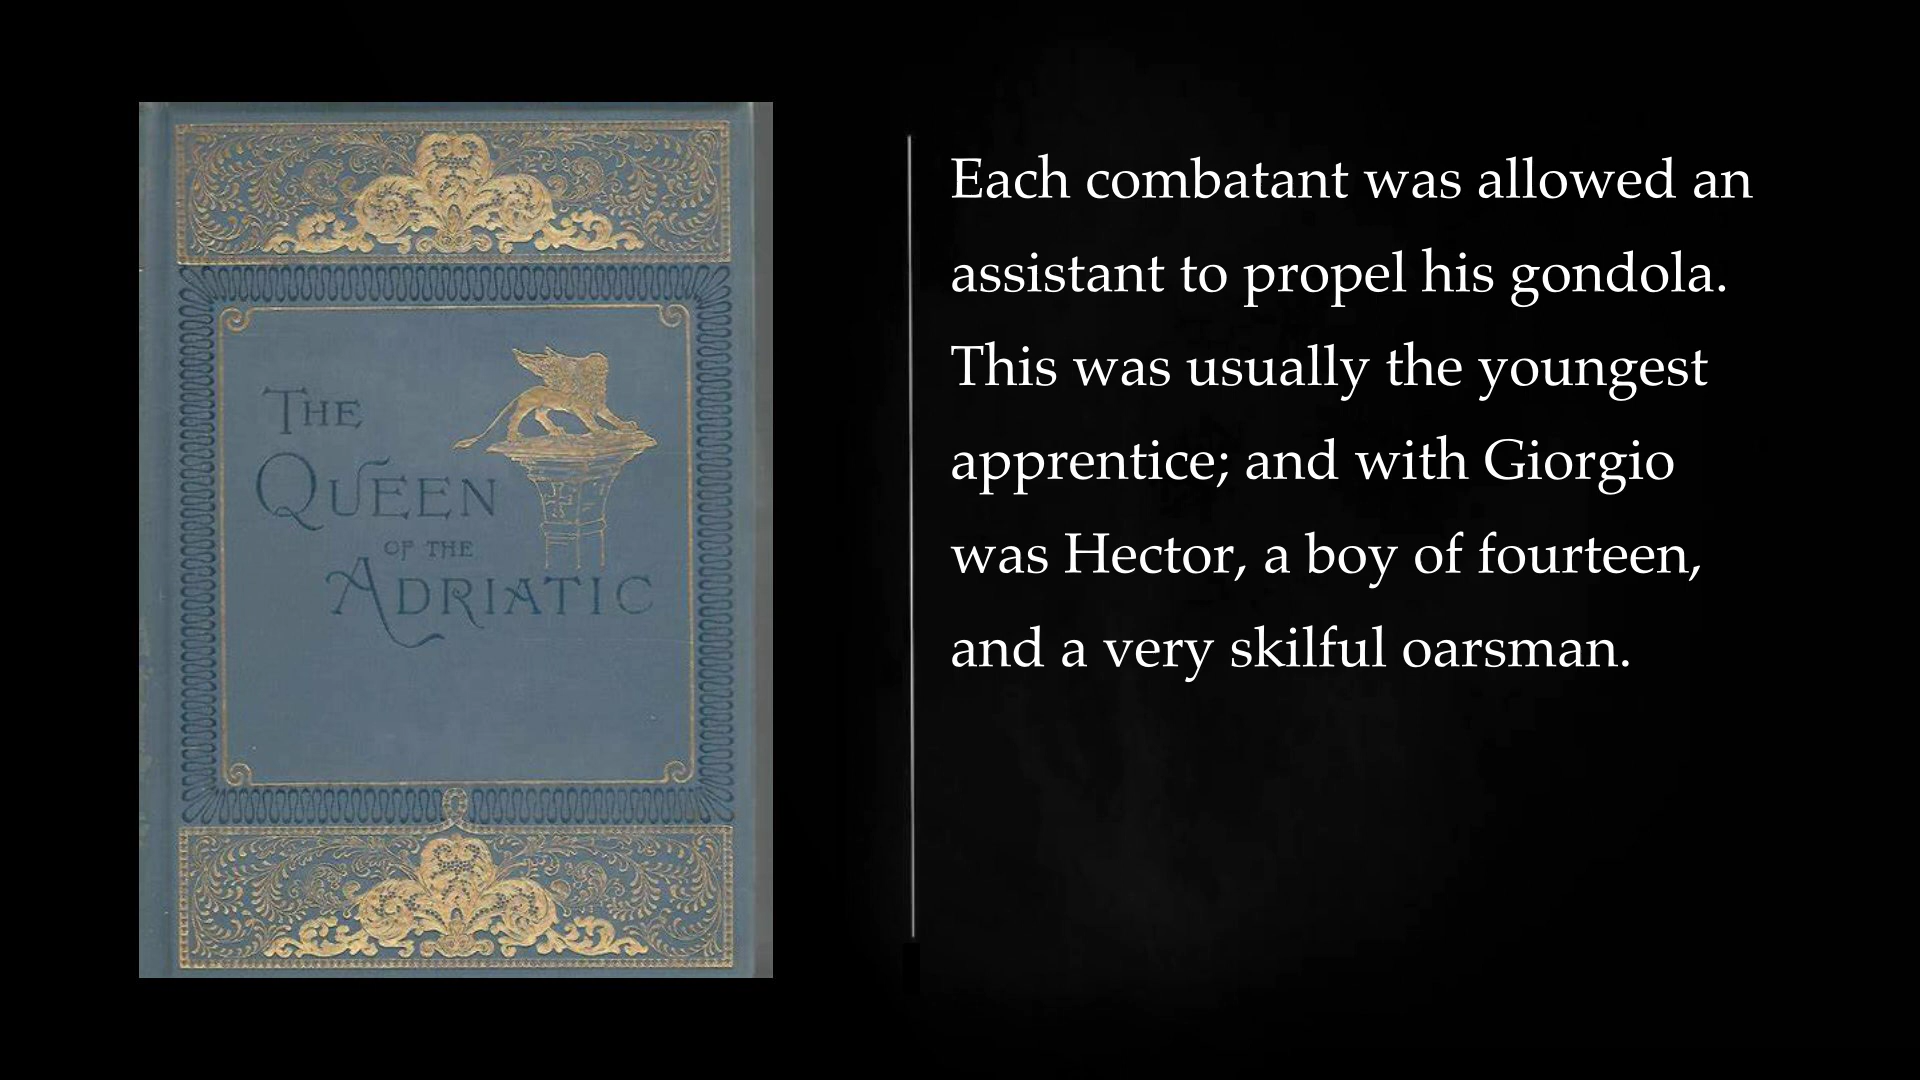 THE
QUEEN
OF THE
ADRIATIC
Each combatant was allowed an
assistant to propel his gondola.
This was usually the youngest
apprentice; and with Giorgio
was Hector, a boy of fourteen,
and a very skilful oarsman.